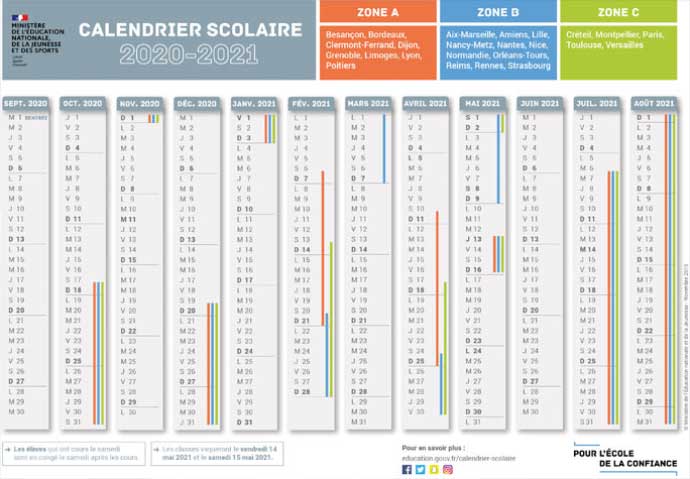 MINISTÈRE
DE L'ÉDUCATION
NATIONALE,
DE LA JEUNESSE
ET DES SPORTS
CALENDRIER SCOLAIRE
2020-2021
ZONE A
Besançon, Bordeaux,
Clermont-Ferrand, Dijon,
Grenoble, Limoges, Lyon,
Poitiers
ZONE B
Aix-Marseille, Amiens, Lille,
Nancy-Metz, Nantes, Nice,
Normandie, Orléans-Tours,
Reims, Rennes, Strasbourg
ZONE C
Créteil, Montpellier, Paris,
Toulouse, Versailles
SEPT. 2020 OCT. 2020 NOV. 2020 DÉC. 2020 JANV. 2021 FÉV. 2021 MARS 2021 AVRIL 2021 MAI 2021 JUIN 2021 JUIL. 2021 AOÛT 2021
M 1 RENTRÉE J 1 D 1 M 1 V 1 L 1 L 1 J 1 S 1 M 1 J 1 D 1
M 2 V 2 L 2 M 2 S 2 M 2 M 2 V 2 D 2 M 2 V 2 L 2
J 3 S 3 M 3 J 3 D 3 M 3 M 3 S 3 L 3 J 3 S 3 M 3
V 4 D 4 M 4 V 4 L 4 J 4 J 4 D 4 M 4 V 4 D 4 M 4
S 5 L 5 J 5 S 5 M 5 V 5 V 5 L 5 M 5 S 5 L 5 J 5
D 6 M 6 V 6 D 6 M 6 S 6 S 6 M 6 J 6 D 6 M 6 V 6
L 7 M 7 S 7 L 7 J 7 D 7 D 7 M 7 V 7 L 7 M 7 S 7
M 8 J 8 D 8 M 8 V 8 L 8 L 8 J 8 S 8 M 8 J 8 D 8
M 9 V 9 L 9 M 9 S 9 M 9 M 9 V 9 D 9 M 9 V 9 L 9
J 10 S 10 M 10 J 10 D 10 M 10 M 10 S 10 L 10 J 10 S 10 M 10
V 11 D 11 M 11 V 11 L 11 J 11 J 11 D 11 M 11 V 11 D 11 M 11
S 12 L 12 J 12 S 12 M 12 V 12 V 12 L 12 M 12 S 12 L 12 J 12
D 13 M 13 V 13 D 13 M 13 S 13 S 13 M 13 J 13 D 13 M 13 V 13
L 14 M 14 S 14 L 14 J 14 D 14 D 14 M 14 V 14 L 14 M 14 S 14
M 15 J 15 D 15 M 15 V 15 L 15 L 15 J 15 S 15 M 15 J 15 D 15
M 16 V 16 L 16 M 16 S 16 M 16 M 16 V 16 D 16 M 16 V 16 L 16
J 17 S 17 M 17 J 17 D 17 M 17 M 17 S 17 L 17 J 17 S 17 M 17
V 18 D 18 M 18 V 18 L 18 J 18 J 18 D 18 M 18 V 18 D 18 M 18
S 19 L 19 J 19 S 19 M 19 V 19 V 19 L 19 M 19 S 19 L 19 J 19
D 20 M 20 V 20 D 20 M 20 S 20 S 20 M 20 J 20 D 20 M 20 V 20
L 21 M 21 S 21 L 21 J 21 D 21 D 21 M 21 V 21 L 21 M 21 S 21
M 22 J 22 D 22 M 22 V 22 L 22 L 22 J 22 S 22 M 22 J 22 D 22
M 23 V 23 L 23 M 23 S 23 M 23 M 23 V 23 D 23 M 23 V 23 L 23
J 24 S 24 M 24 J 24 D 24 M 24 M 24 S 24 L 24 J 24 S 24 M 24
V 25 D 25 M 25 V 25 L 25 J 25 J 25 D 25 M 25 V 25 D 25 M 25
S 26 L 26 J 26 S 26 M 26 V 26 V 26 L 26 M 26 S 26 L 26 J 26
D 27 M 27 V 27 D 27 M 27 S 27 S 27 M 27 J 27 D 27 M 27 V 27
L 28 M 28 S 28 L 28 J 28 D 28 D 28 M 28 V 28 L 28 M 28 S 28
M 29 J 29 D 29 M 29 V 29 L 29 J 29 S 29 M 29 J 29 D 29
M 30 V 30 L 30 M 30 S 30 M 30 V 30 D 30 M 30 V 30 L 30
S 31 J 31 D 31 M 31 L 31 S 31 M 31
Les élèves qui ont cours le samedi
sont en congé le samedi après les cours.
Les classes vaqueront le vendredi 14
mai 2021 et le samedi 15 mai 2021.
Pour en savoir plus :
education.gouv.fr/calendrier-scolaire
POUR L'ÉCOLE
DE LA CONFIANCE